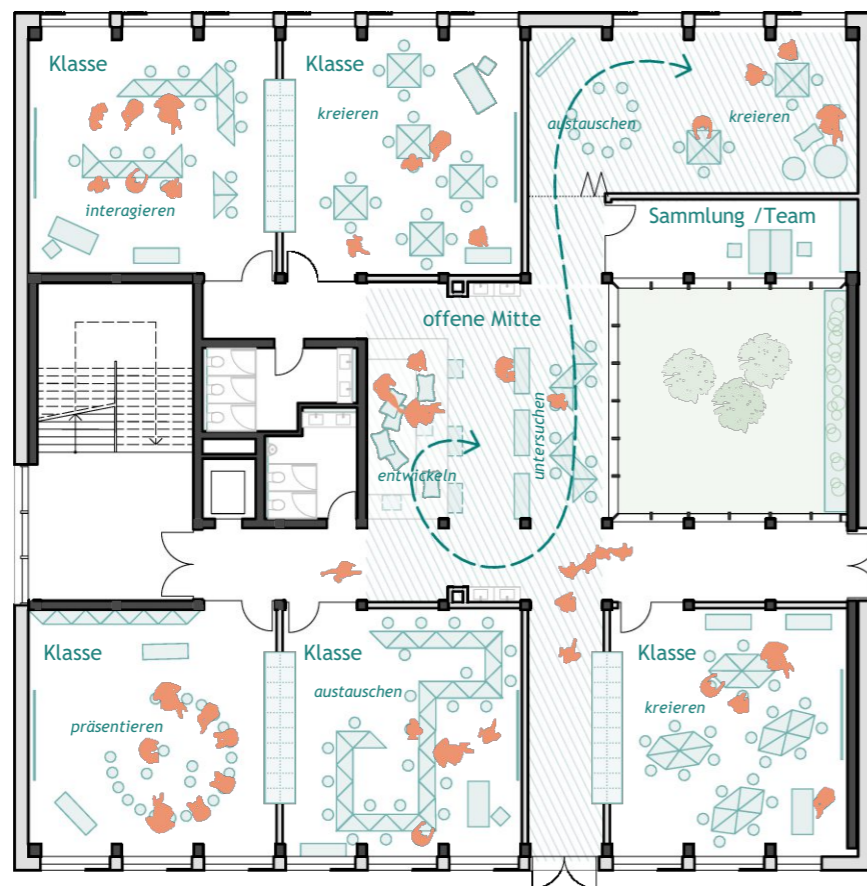 Klasse
interagieren
Klasse
kreieren
austauschen
kreieren
Sammlung /Team
offene Mitte
entwickeln
untersuchen
Klasse
präsentieren
Klasse
austauschen
Klasse
kreieren